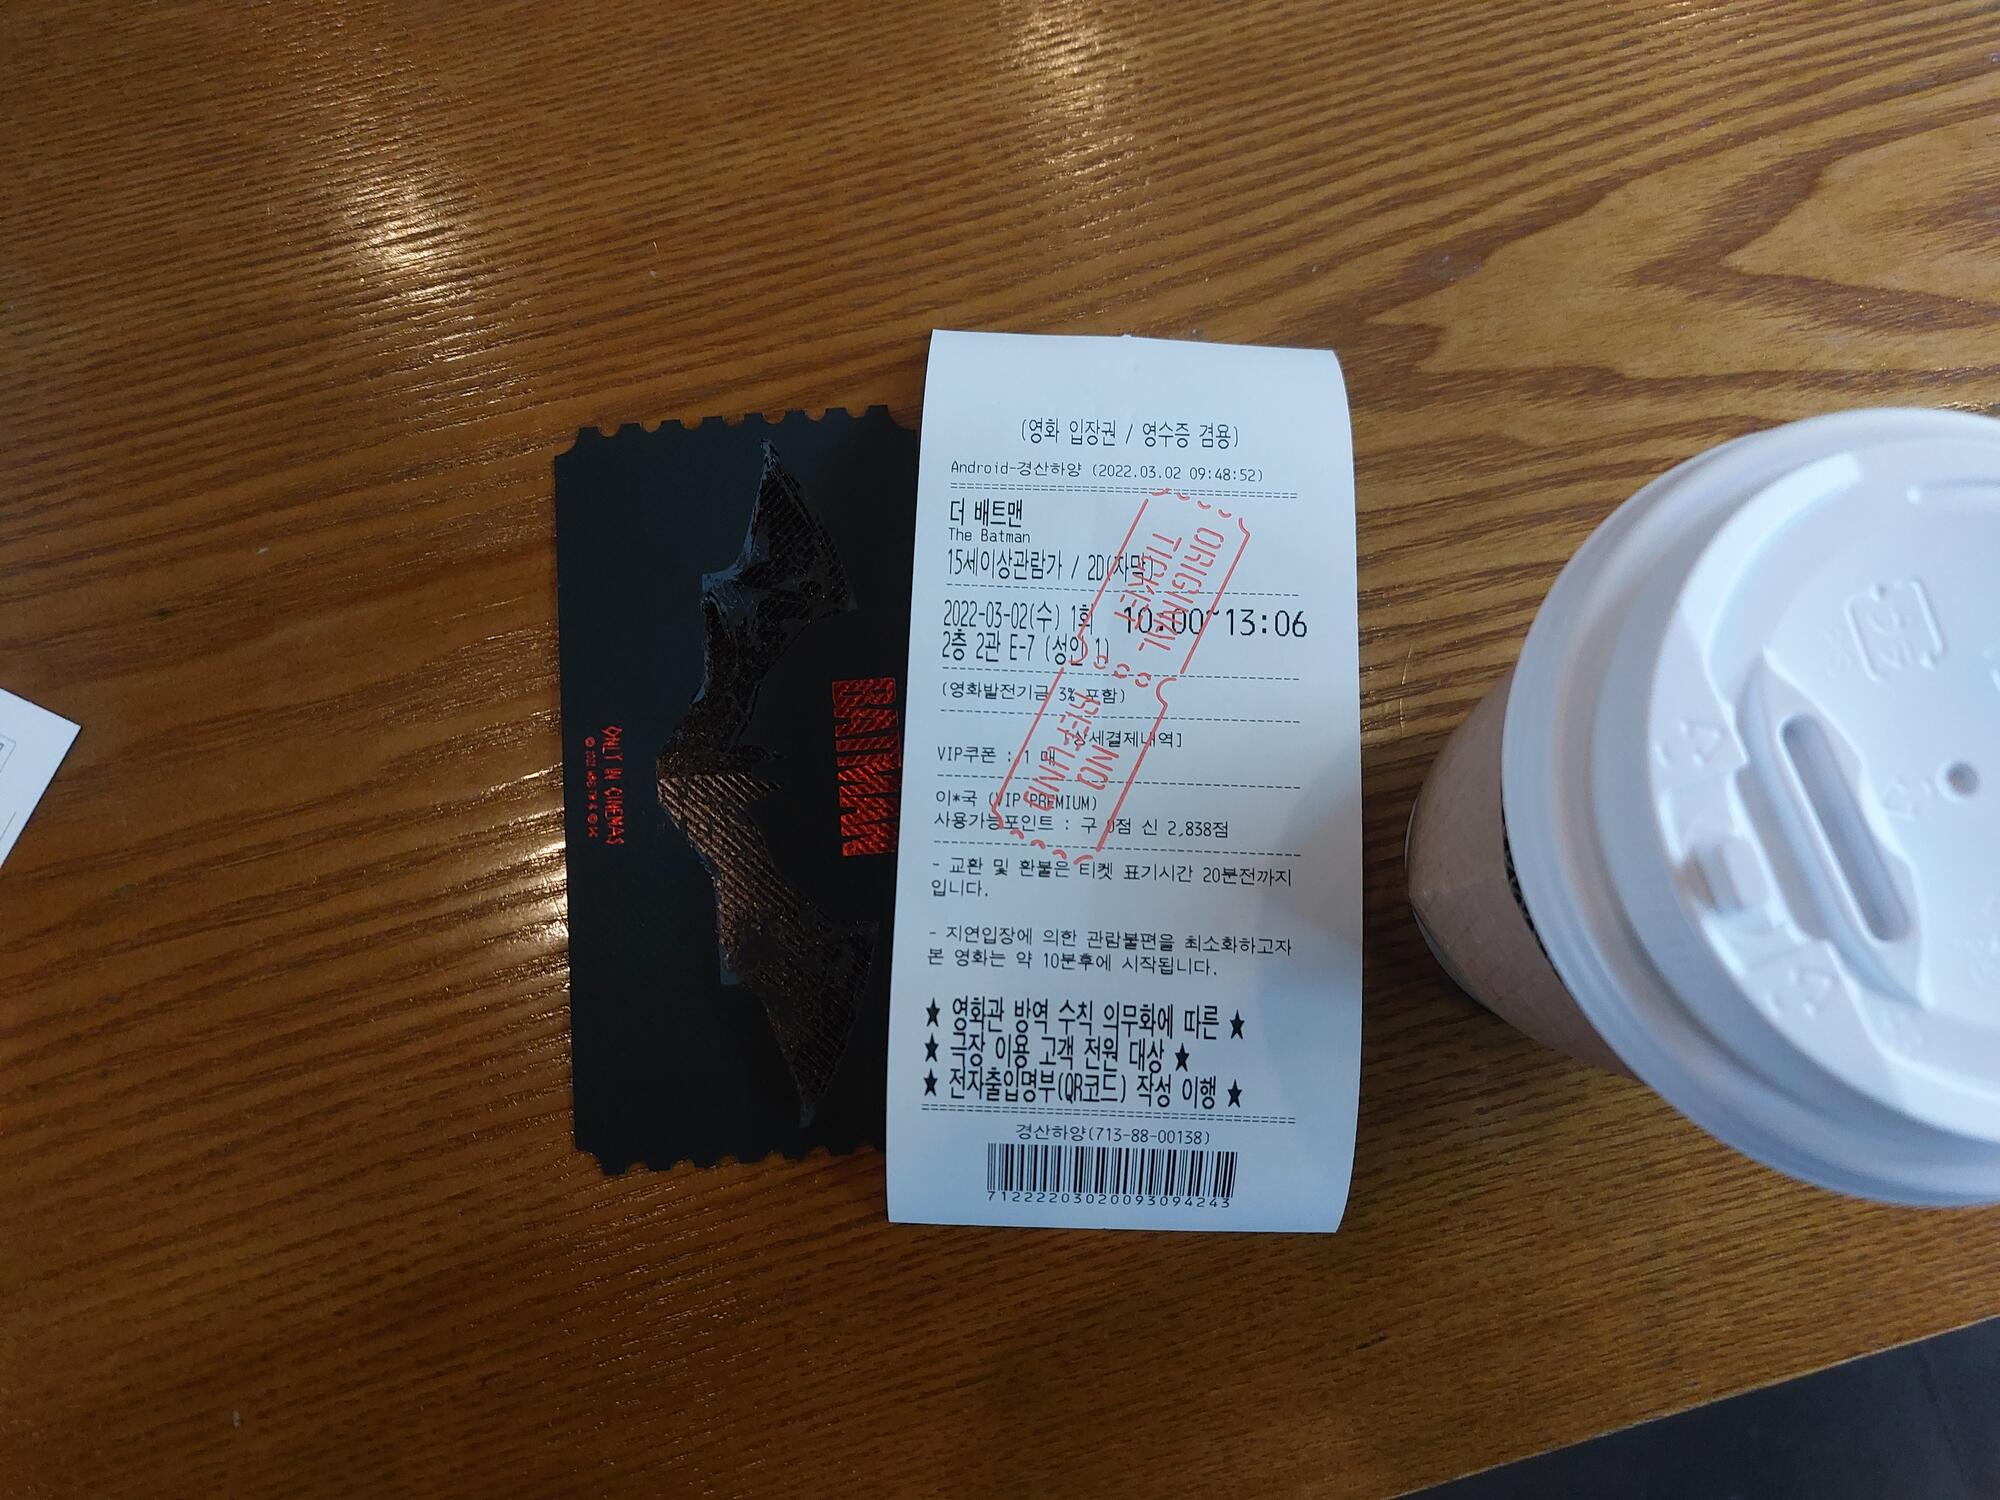 (영화 입장권 / 영수증 겸용)
Android-경산하양 (2022.03.02 09:48:52)
더 배트맨
The Batman
15세이상관람가 / 2D(자막)
2022-03-02(수) 1회 10:00~13:06
2층 2관 E-7 (성인 1)
(영화발전기금 3% 포함)
[상세결제내역]
VIP쿠폰 : 1 매
이*국 (VIP PREMIUM)
사용가능포인트 : 구 0점 신 2,838점
- 교환 및 환불은 티켓 표기시간 20분전까지
입니다.
- 지연입장에 의한 관람불편을 최소화하고자
본 영화는 약 10분후에 시작됩니다.
★ 영화관 방역 수칙 의무화에 따른 ★
★ 극장 이용 고객 전원 대상 ★
★ 전자출입명부(QR코드) 작성 이행 ★
경산하양(713-88-00138)
71222203020093094243
ORIGINAL
TICKET
NO
REFUND
BATMAN
ONLY IN CINEMAS